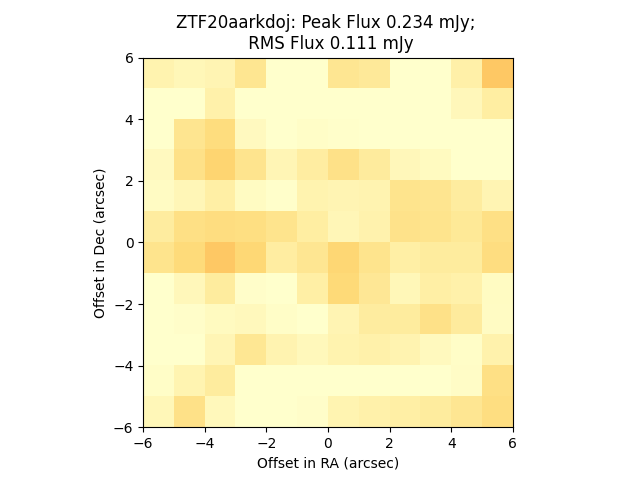 ZTF20aarkdoj: Peak Flux 0.234 mJy;
RMS Flux 0.111 mJy
6
4
2
0
−2
−4
−6
Offset in Dec (arcsec)
−6 −4 −2 0 2 4 6
Offset in RA (arcsec)